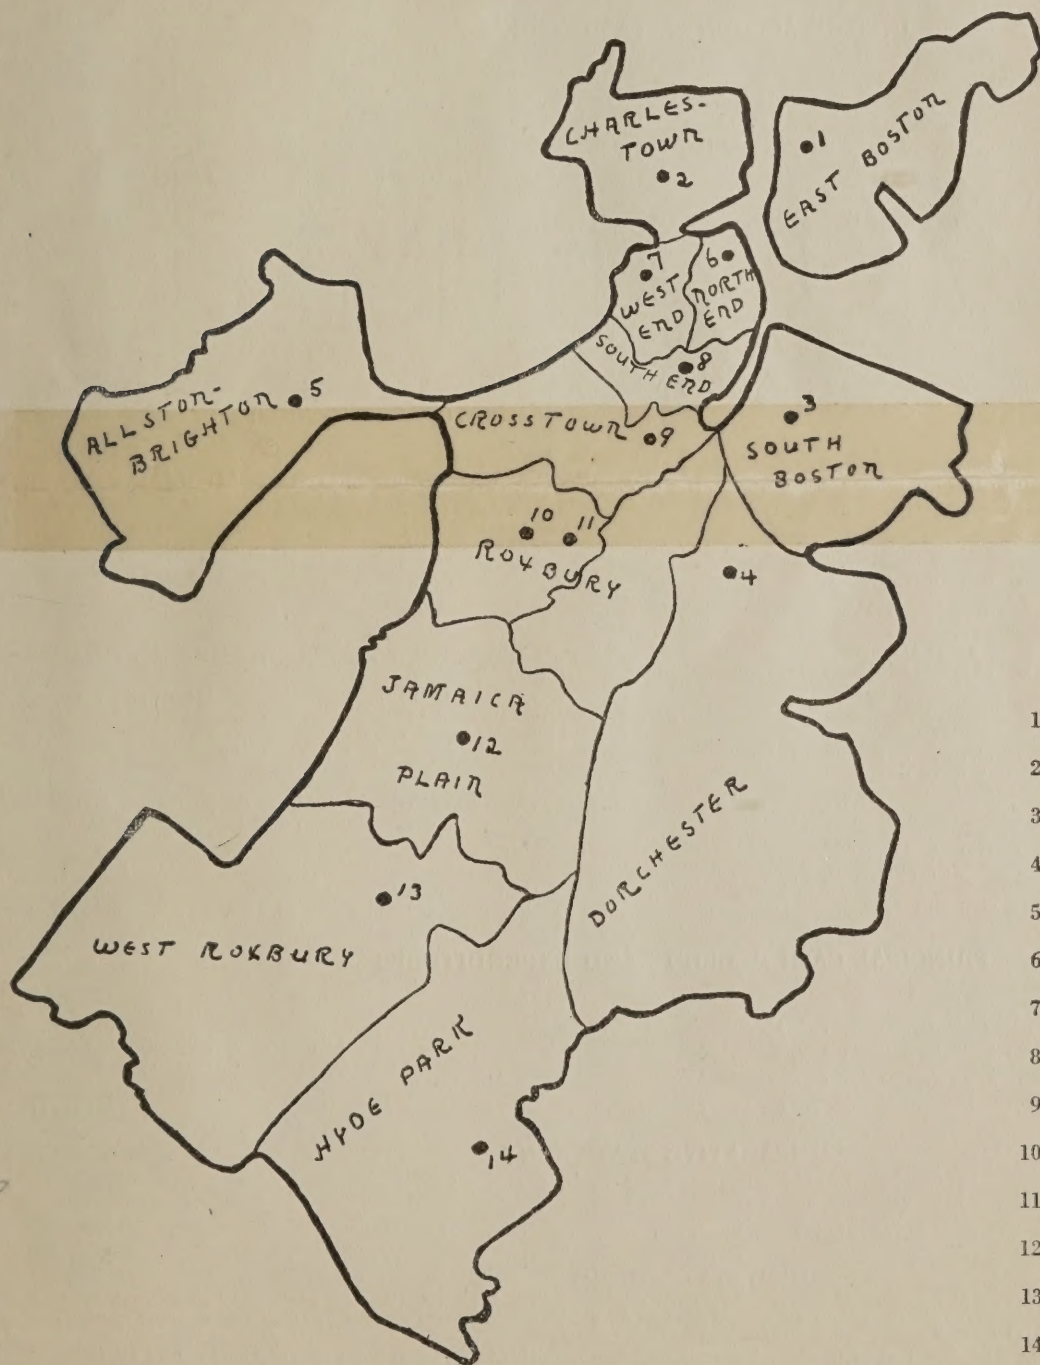 CHARLES-
TOWN
2
1
EAST BOSTON
7
WEST
END
6
NORTH
END
SOUTH END
8
ALLSTON-
BRIGHTON
5
CROSSTOWN
9
3
SOUTH
BOSTON
10
11
ROXBURY
4
JAMAICA
12
PLAIN
DORCHESTER
13
WEST ROXBURY
HYDE PARK
14
1
2
3
4
5
6
7
8
9
10
11
12
13
14